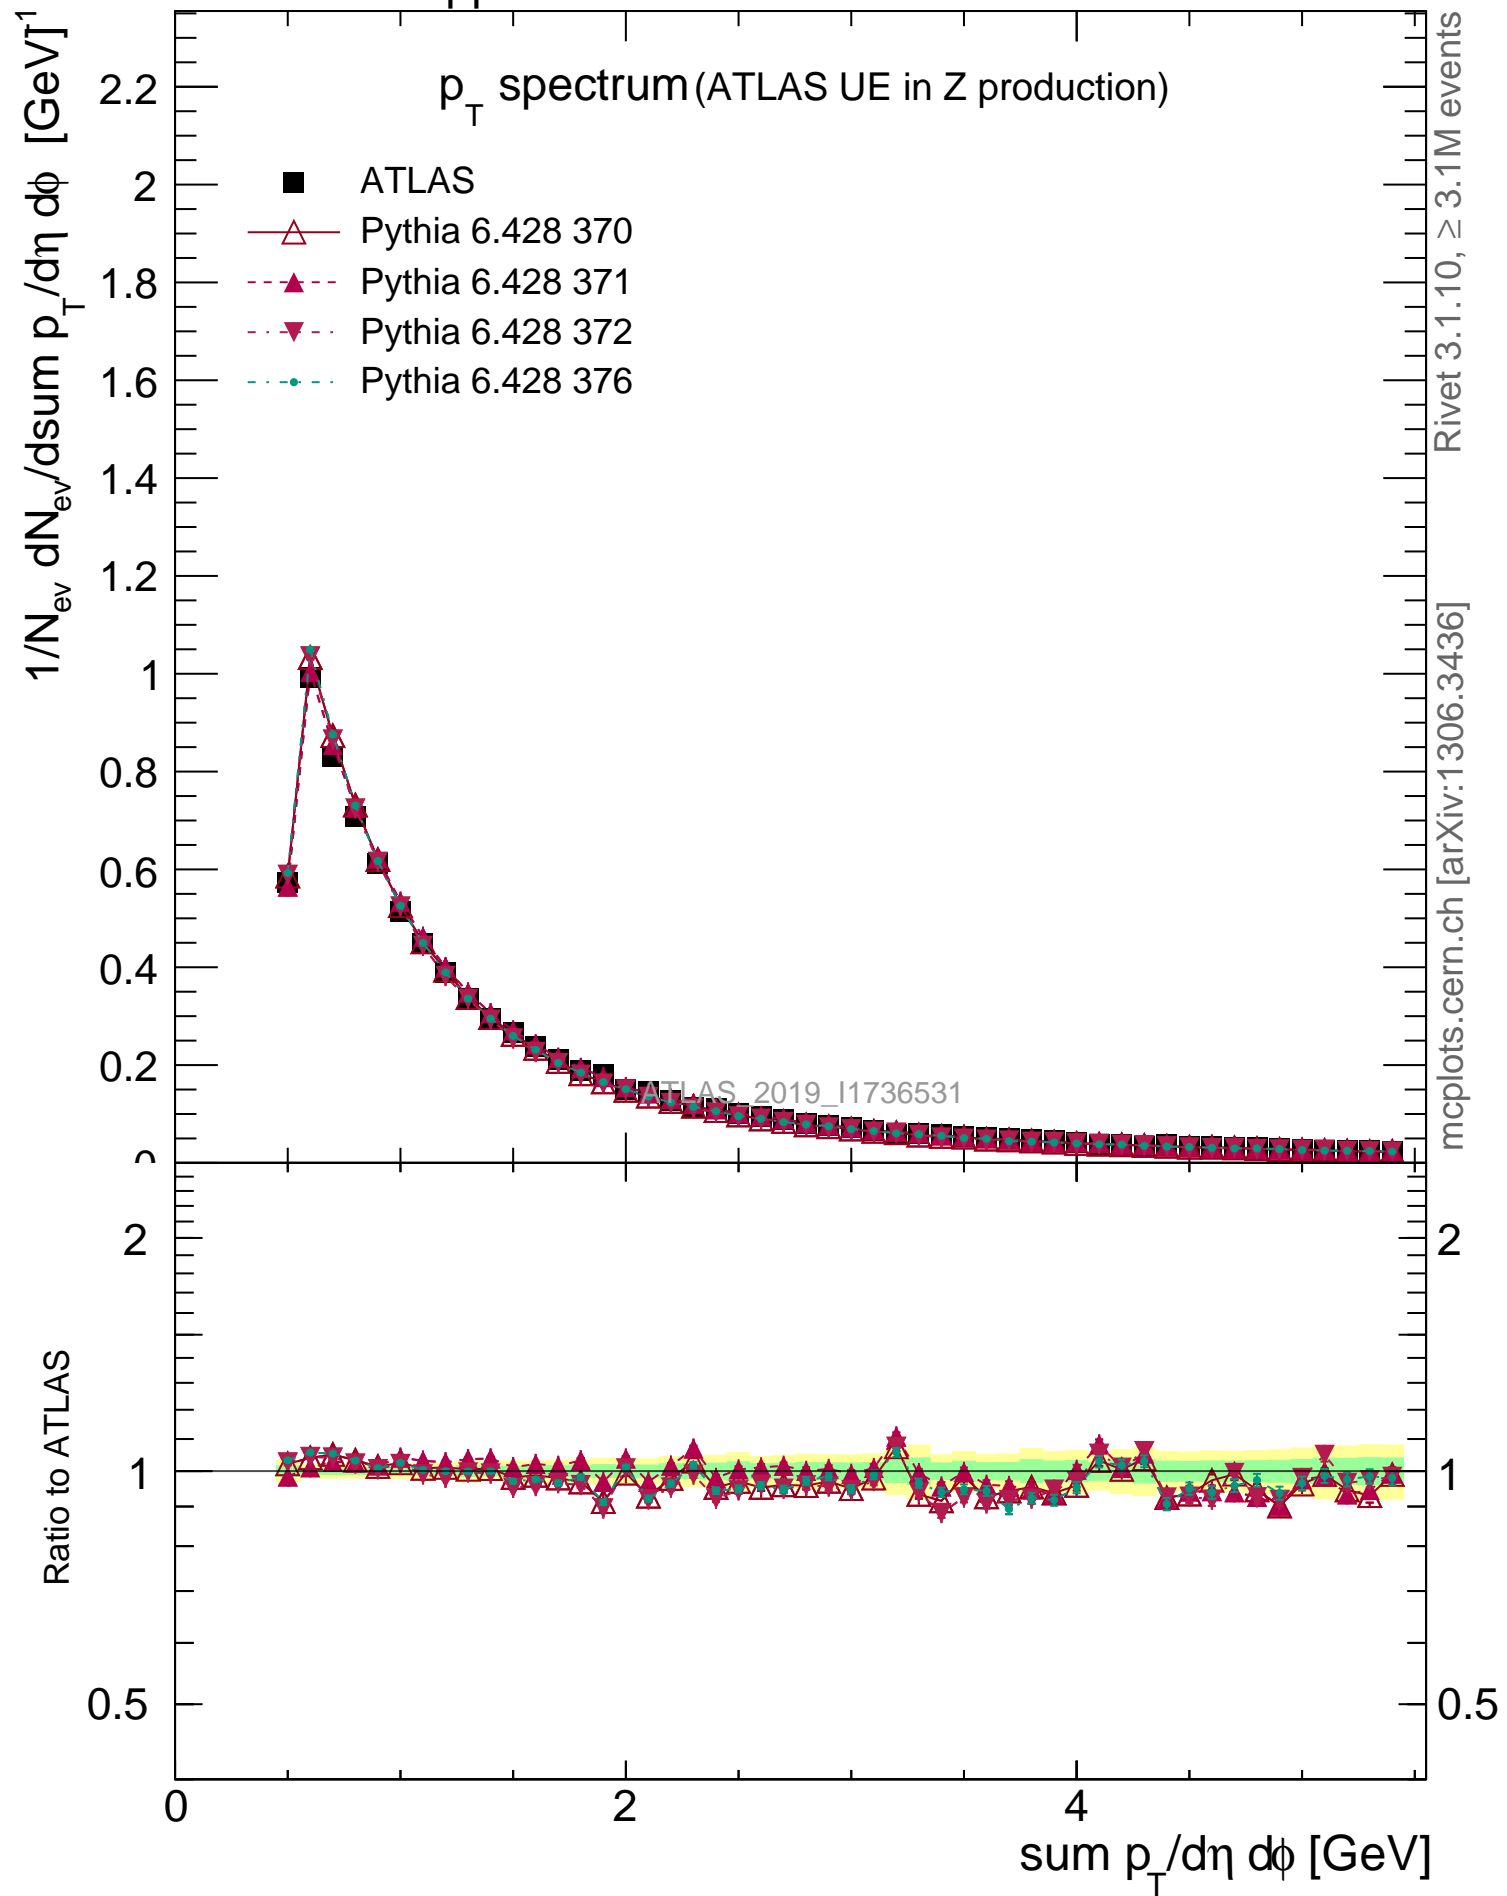 pp
1/N_ev dN_ev/dsum p_T/dη dϕ [GeV]^-1
p_T spectrum (ATLAS UE in Z production)
ATLAS
Pythia 6.428 370
Pythia 6.428 371
Pythia 6.428 372
Pythia 6.428 376
2.2
2
1.8
1.6
1.4
1.2
1
0.8
0.6
0.4
0.2
0
ATLAS_2019_I1736531
Rivet 3.1.10, ≥ 3.1M events
mcplots.cern.ch [arXiv:1306.3436]
Ratio to ATLAS
2
1
0.5
2
1
0.5
0
2
4
sum p_T/dη dϕ [GeV]